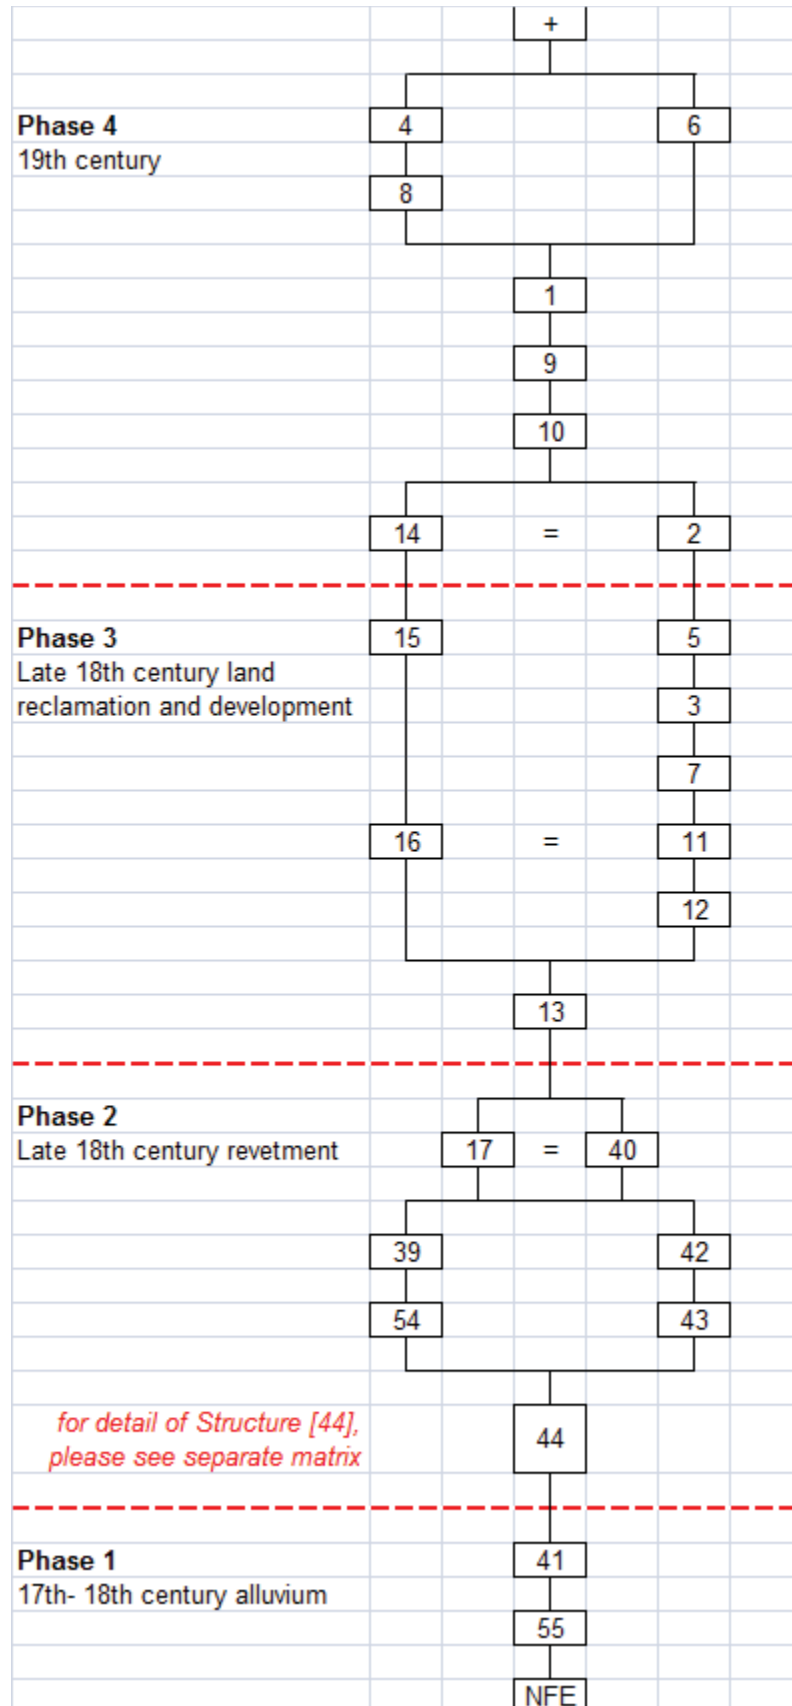 +
Phase 4
4
6
19th century
8
1
9
10
14 = 2
Phase 3
15
5
Late 18th century land
reclamation and development
3
7
16 = 11
12
13
Phase 2
Late 18th century revetment
17 = 40
39
42
54
43
for detail of Structure [44],
please see separate matrix
44
Phase 1
41
17th- 18th century alluvium
55
NFE